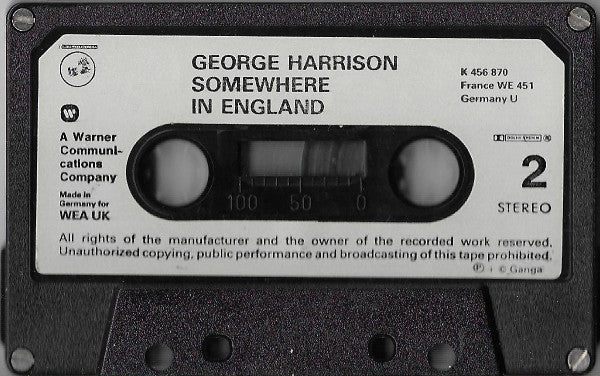 GEORGE HARRISON
SOMEWHERE
IN ENGLAND
K 456 870
France WE 451
Germany U
A Warner
Communi-
cations
Company
Made in
Germany for
WEA UK
DOLBY SYSTEM
2
STEREO
100 50 0
All rights of the manufacturer and the owner of the recorded work reserved.
Unauthorized copying, public performance and broadcasting of this tape prohibited.
℗ + © Ganga